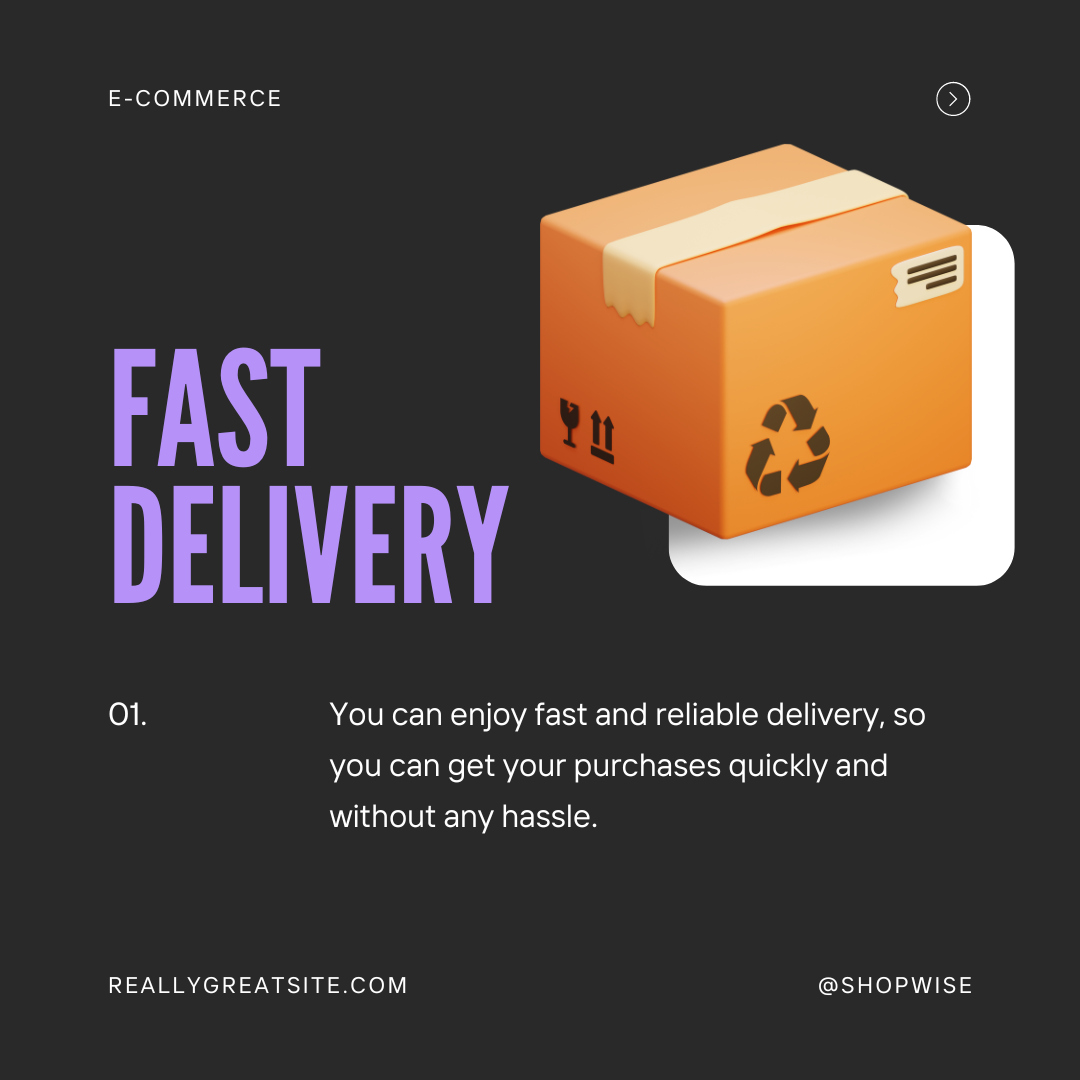 E-COMMERCE
FAST
DELIVERY
01.
You can enjoy fast and reliable delivery, so
you can get your purchases quickly and
without any hassle.
REALLYGREATSITE.COM
@SHOPWISE